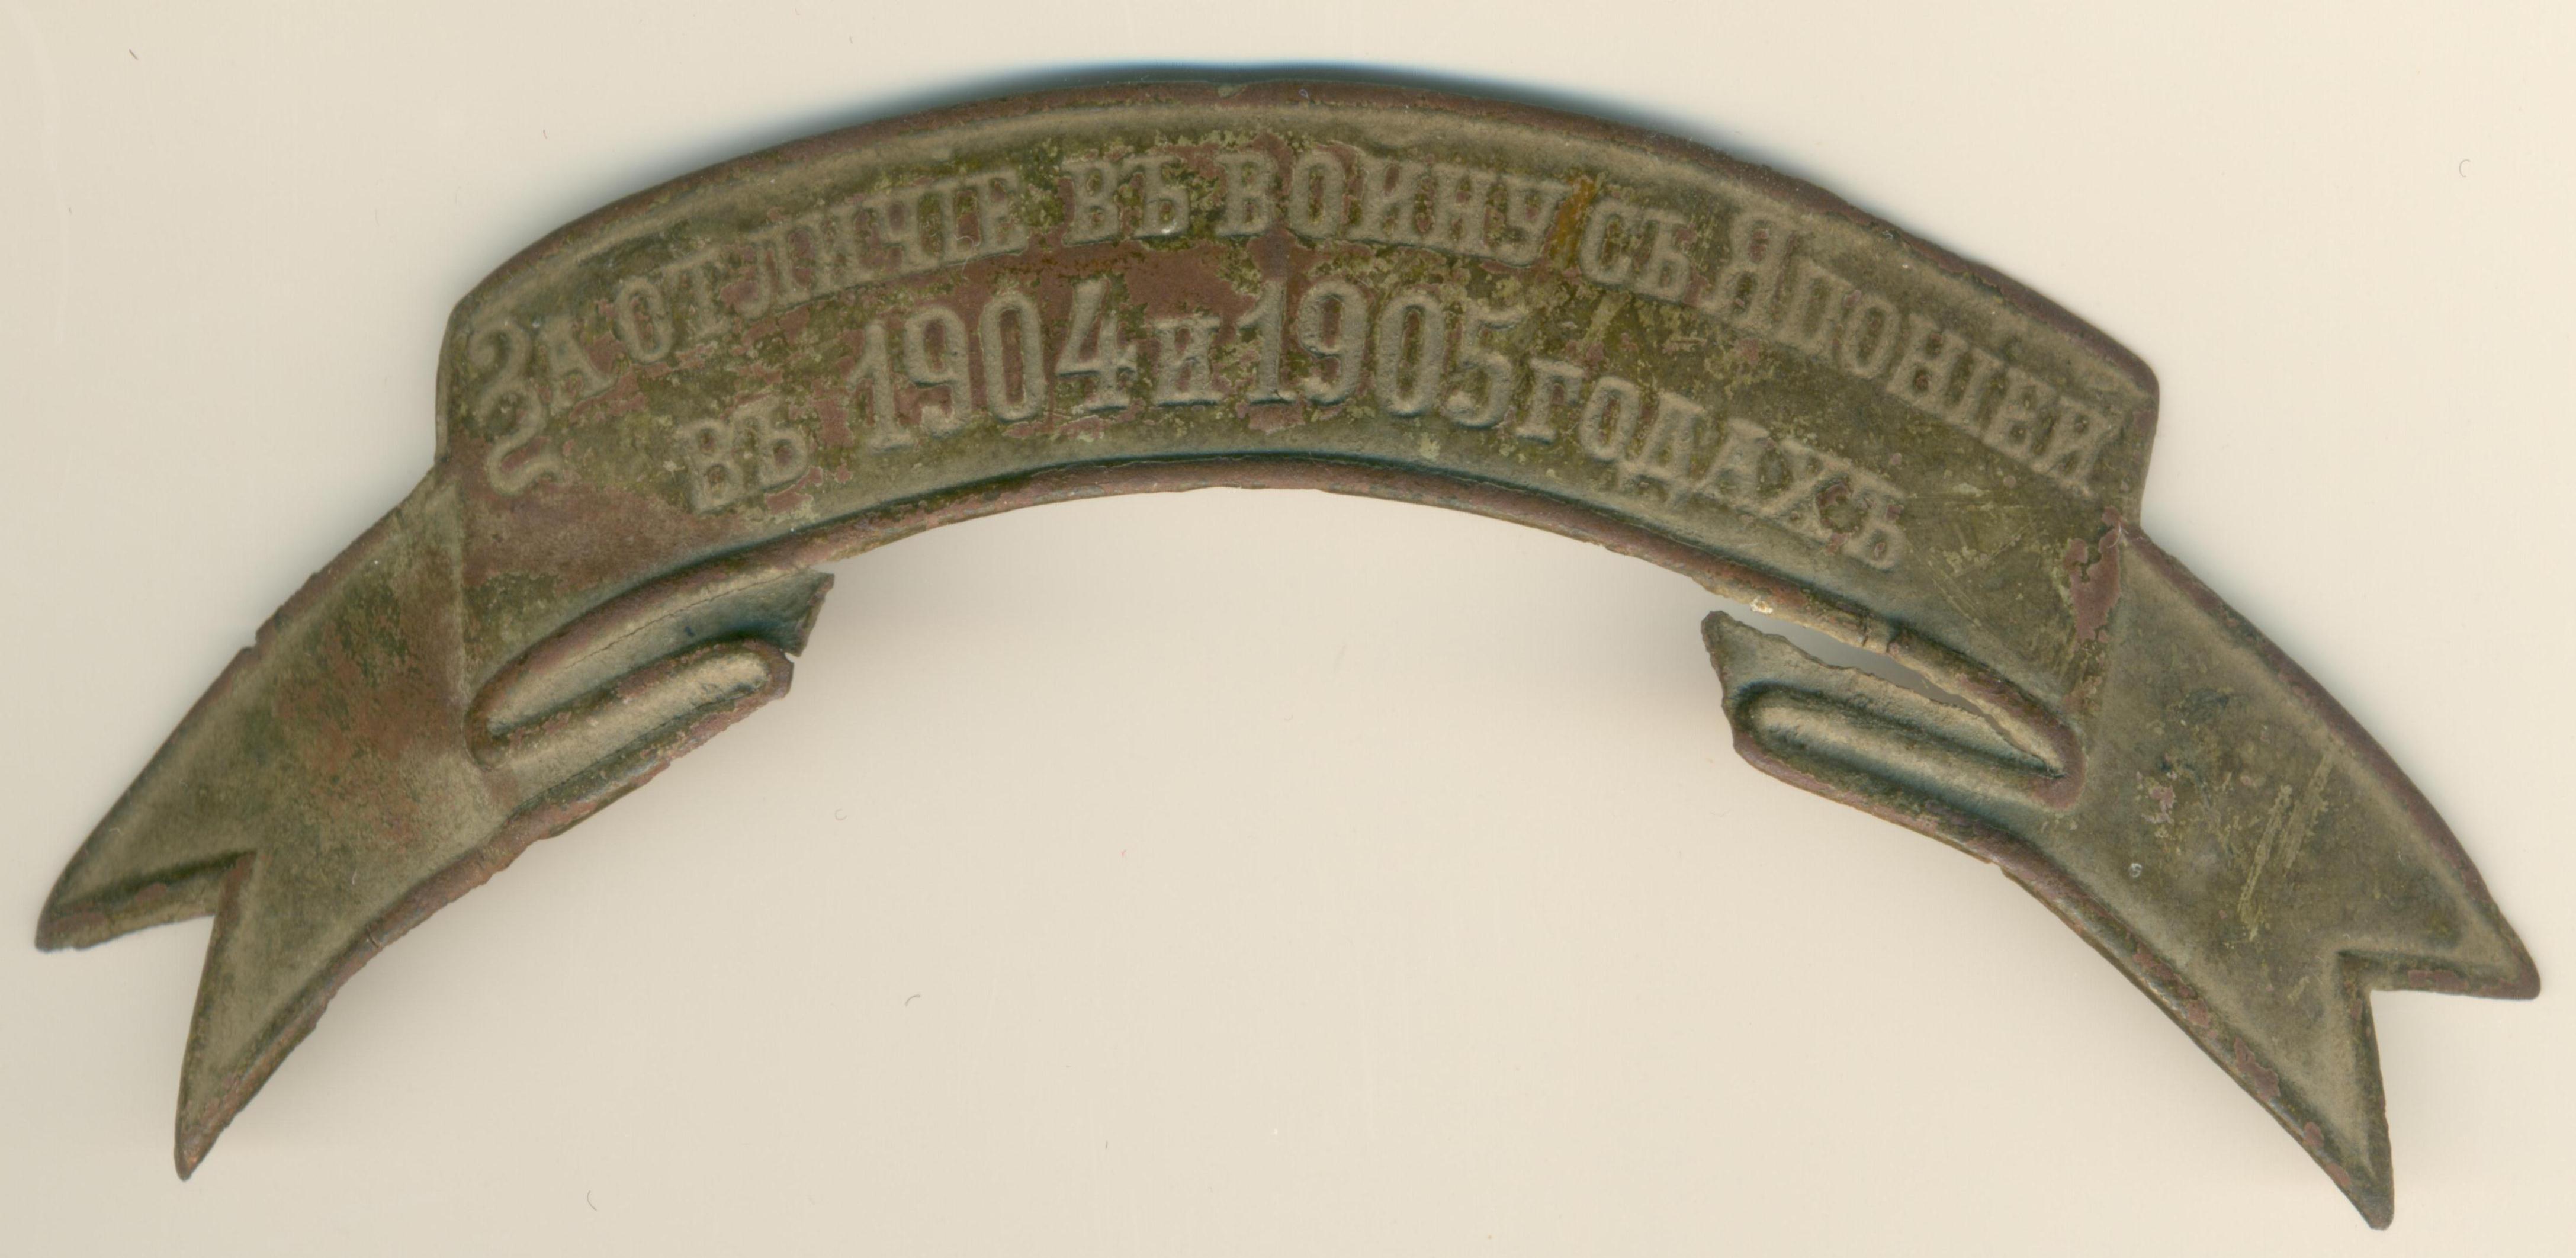 За отличіе въ войну съ Японіей
въ 1904 и 1905 годахъ